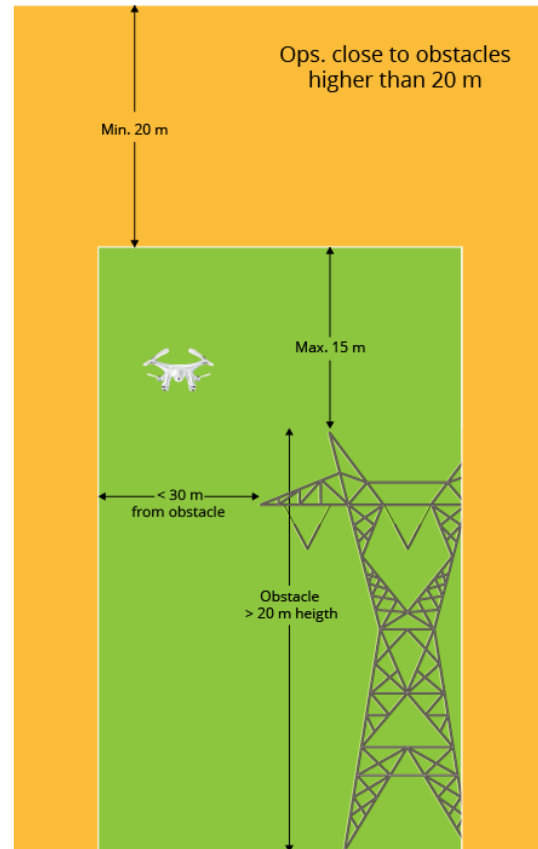 Ops. close to obstacles
higher than 20 m
Min. 20 m
Max. 15 m
< 30 m
from obstacle
Obstacle
> 20 m heigth